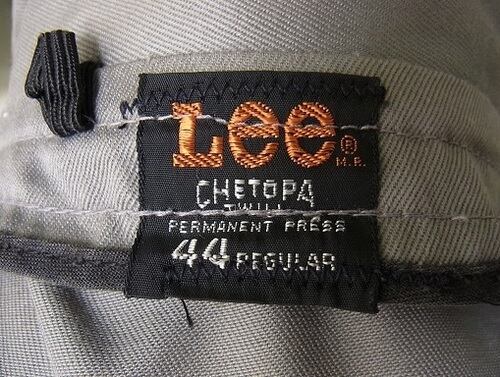 Lee ®
M.R.
CHETOPA
TWILL
PERMANENT PRESS
44 REGULAR